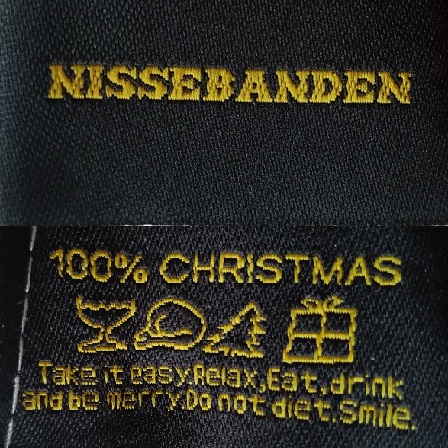 NISSEBANDEN
100% CHRISTMAS
Take it easy.Relax,Eat,drink
and be merry.Do not diet.Smile.